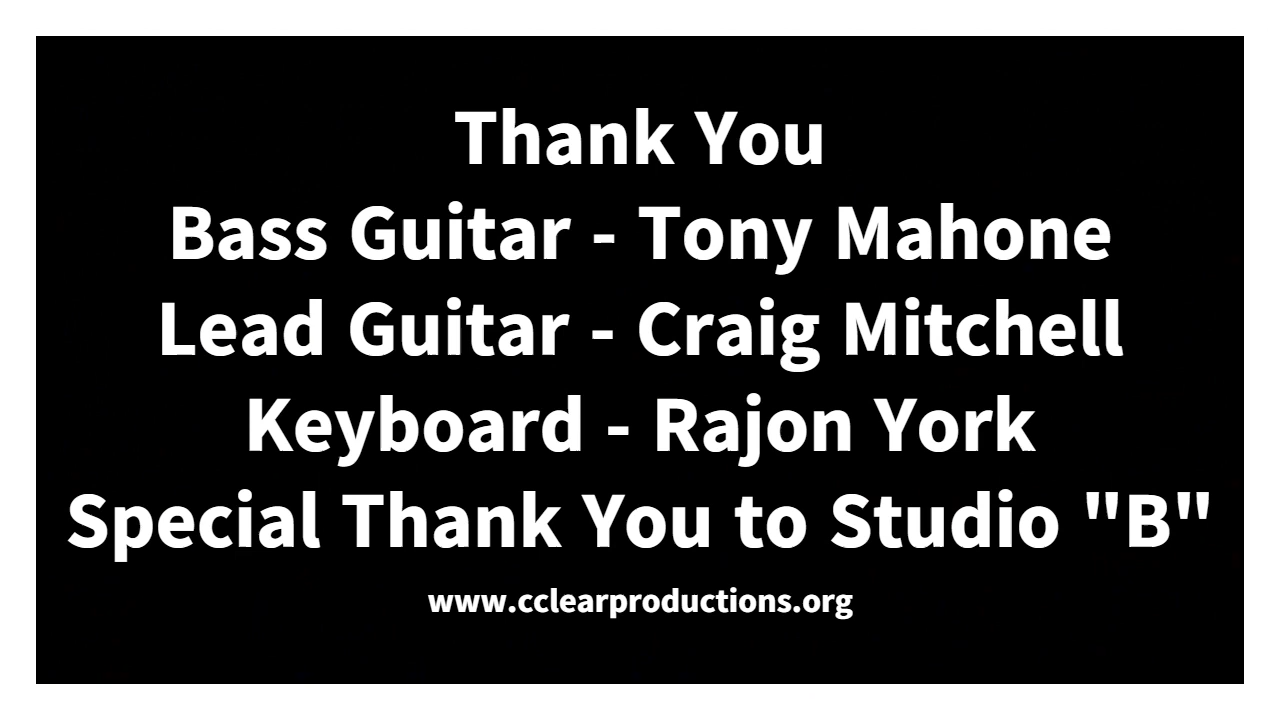 Thank You
Bass Guitar - Tony Mahone
Lead Guitar - Craig Mitchell
Keyboard - Rajon York
Special Thank You to Studio "B"
www.cclearproductions.org